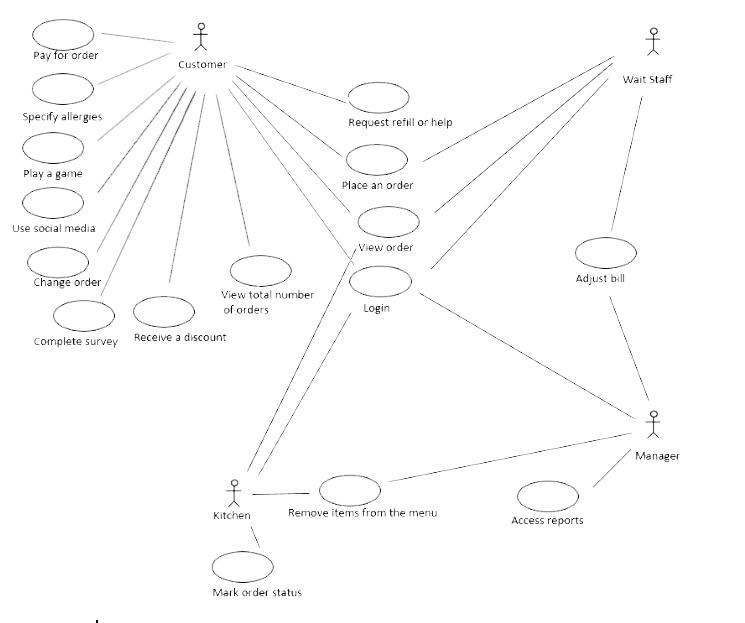 Pay for order
Customer
Wait Staff
Specify allergies
Request refill or help
Play a game
Place an order
Use social media
View order
Change order
Adjust bill
View total number
of orders
Login
Complete survey
Receive a discount
Manager
Kitchen
Remove items from the menu
Access reports
Mark order status